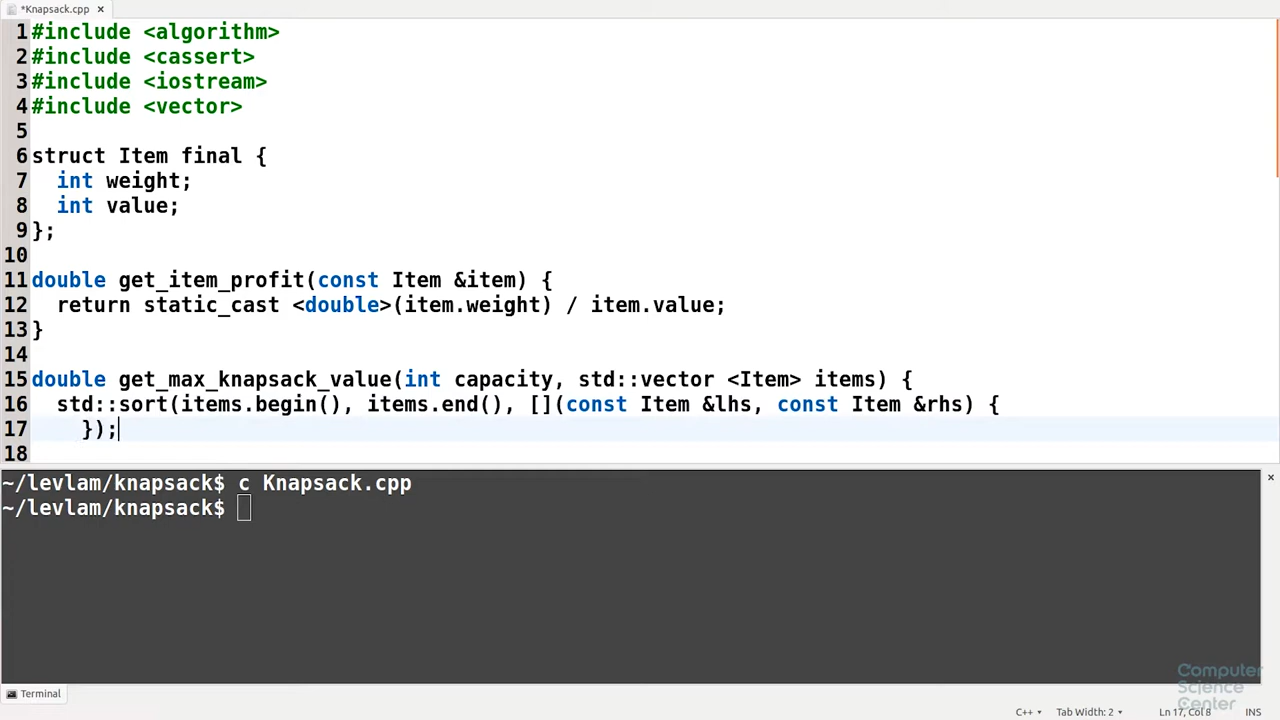 *Knapsack.cpp ×
1 #include <algorithm>
2 #include <cassert>
3 #include <iostream>
4 #include <vector>
5
6 struct Item final {
7   int weight;
8   int value;
9 };
10
11 double get_item_profit(const Item &item) {
12   return static_cast <double>(item.weight) / item.value;
13 }
14
15 double get_max_knapsack_value(int capacity, std::vector <Item> items) {
16   std::sort(items.begin(), items.end(), [](const Item &lhs, const Item &rhs) {
17     });
18
~/levlam/knapsack$ c Knapsack.cpp
~/levlam/knapsack$
Computer
Science
Center
Terminal
C++ Tab Width: 2 Ln 17, Col 8 INS